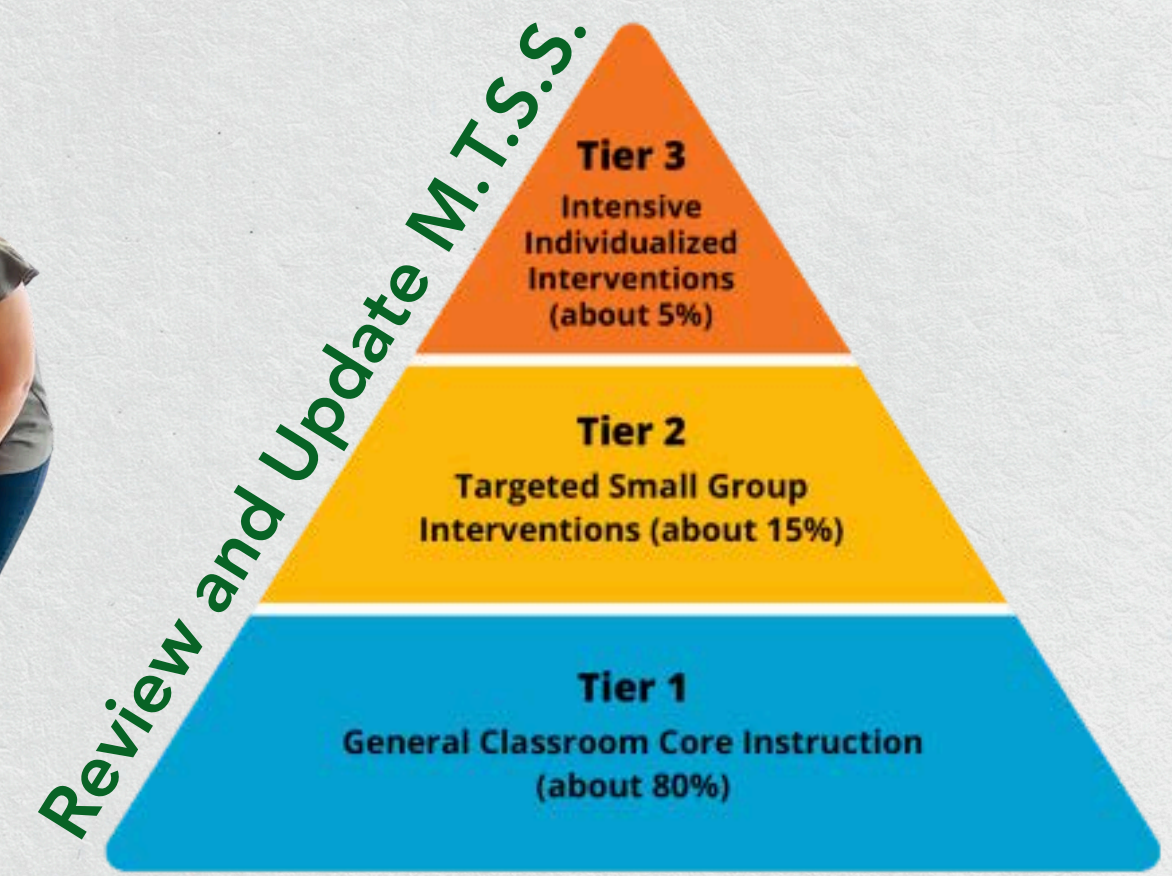 Review and Update M.T.S.S.
Tier 3
Intensive
Individualized
Interventions
(about 5%)
Tier 2
Targeted Small Group
Interventions (about 15%)
Tier 1
General Classroom Core Instruction
(about 80%)